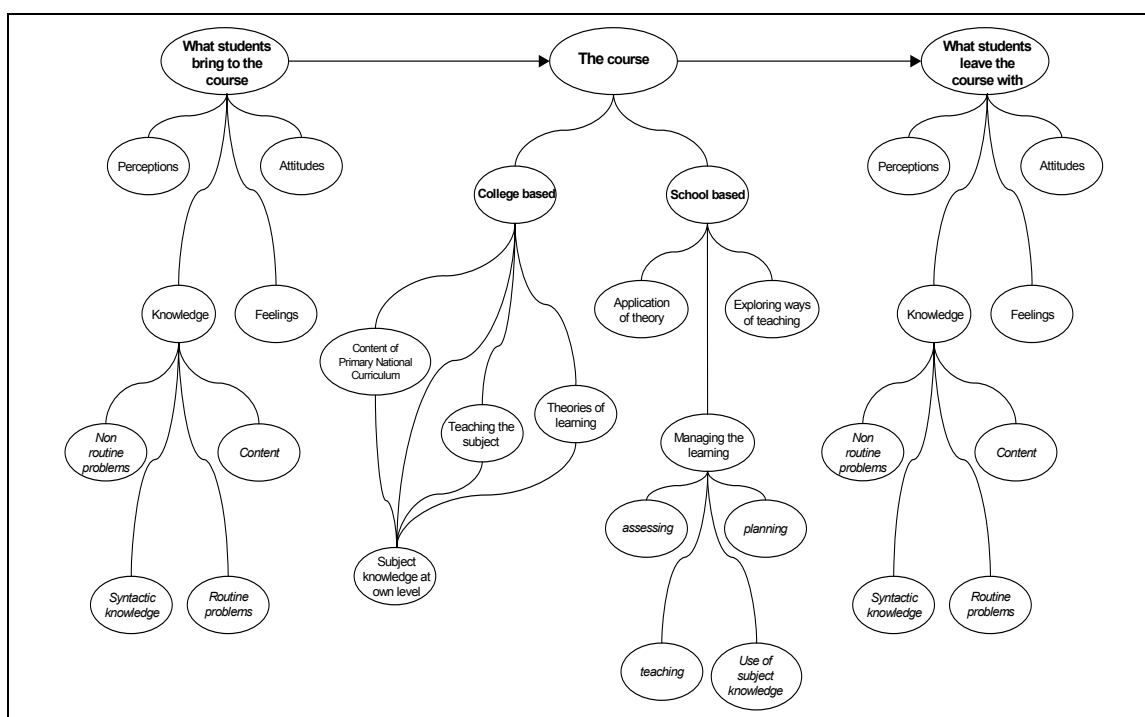 What students
bring to the
course
The course
What students
leave the
course with
Perceptions
Attitudes
College based
School based
Perceptions
Attitudes
Knowledge
Feelings
Application
of theory
Exploring ways
of teaching
Knowledge
Feelings
Content of
Primary National
Curriculum
Teaching the
subject
Theories of
learning
Managing the
learning
Non
routine
problems
Content
Non
routine
problems
Content
assessing
planning
Subject
knowledge at
own level
Syntactic
knowledge
Routine
problems
Syntactic
knowledge
Routine
problems
teaching
Use of
subject
knowledge